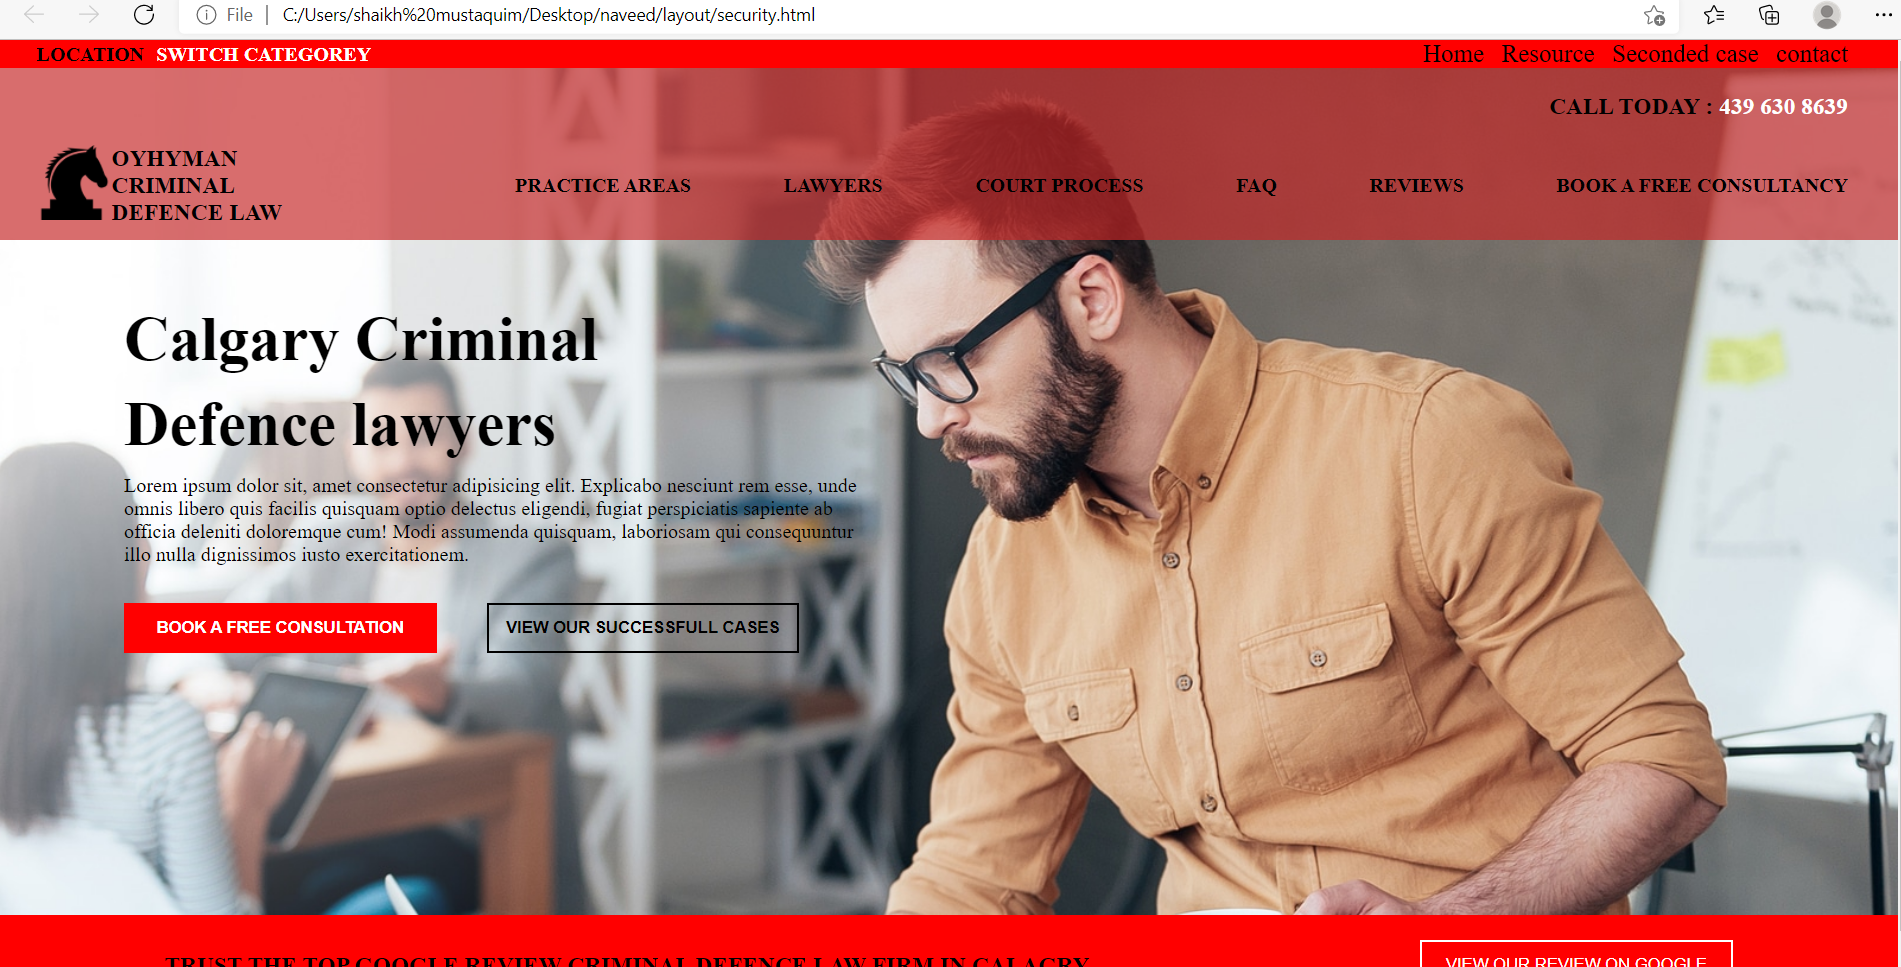 File | C:/Users/shaikh%20mustaquim/Desktop/naveed/layout/security.html
LOCATION SWITCH CATEGOREY
Home Resource Seconded case contact
CALL TODAY : 439 630 8639
OYHYMAN
CRIMINAL
DEFENCE LAW
PRACTICE AREAS LAWYERS COURT PROCESS FAQ REVIEWS BOOK A FREE CONSULTANCY
Calgary Criminal
Defence lawyers
Lorem ipsum dolor sit, amet consectetur adipisicing elit. Explicabo nesciunt rem esse, unde
omnis libero quis facilis quisquam optio delectus eligendi, fugiat perspiciatis sapiente ab
officia deleniti doloremque cum! Modi assumenda quisquam, laboriosam qui consequuntur
illo nulla dignissimos iusto exercitationem.
BOOK A FREE CONSULTATION
VIEW OUR SUCCESSFULL CASES
TRUST THE TOP GOOGLE REVIEW CRIMINAL DEFENCE LAW FIRM IN CALAGRY
VIEW OUR REVIEW ON GOOGLE